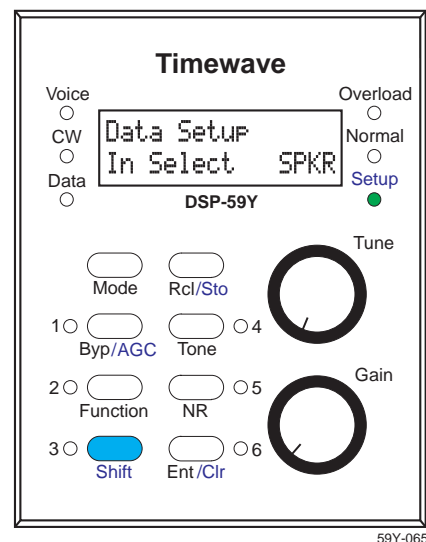 Timewave
Voice
Overload
CW
Data Setup
Normal
In Select SPKR
Data
Setup
DSP-59Y
Tune
Mode
Rcl/Sto
1
4
Byp/AGC
Tone
2
5
Gain
Function
NR
3
6
Shift
Ent/Clr
59Y-065